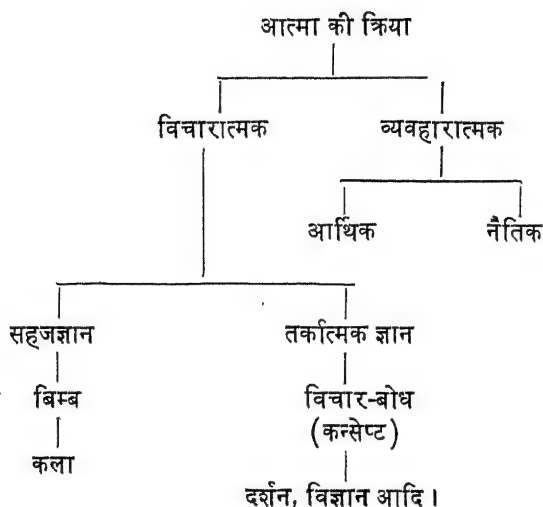 आत्मा की क्रिया
विचारात्मक व्यवहारात्मक
आर्थिक नैतिक
सहजज्ञान तर्कात्मक ज्ञान
बिम्ब विचार-बोध
(कन्सेप्ट)
कला
दर्शन, विज्ञान आदि ।